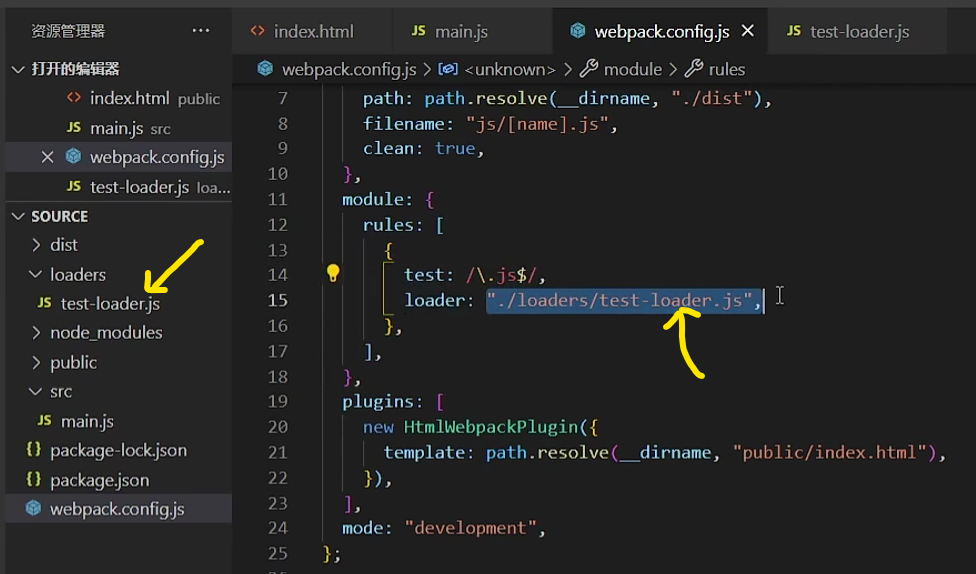 资源管理器 ···
打开的编辑器
index.html public
JS main.js src
webpack.config.js
JS test-loader.js loa...
SOURCE
dist
loaders
JS test-loader.js
node_modules
public
src
JS main.js
{} package-lock.json
{} package.json
webpack.config.js
<> index.html JS main.js webpack.config.js JS test-loader.js
webpack.config.js > <unknown> > module > rules
7 path: path.resolve(__dirname, "./dist"),
8 filename: "js/[name].js",
9 clean: true,
10 },
11 module: {
12 rules: [
13 {
14 test: /\.js$/,
15 loader: "./loaders/test-loader.js",
16 },
17 ],
18 },
19 plugins: [
20 new HtmlWebpackPlugin({
21 template: path.resolve(__dirname, "public/index.html"),
22 }),
23 ],
24 mode: "development",
25 };